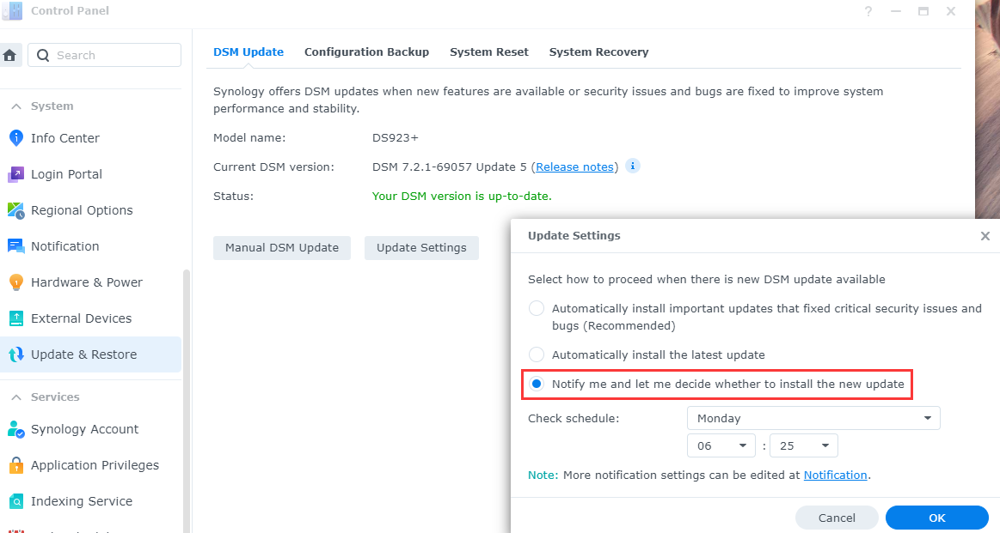 Control Panel
?
Search
System
Info Center
Login Portal
Regional Options
Notification
Hardware & Power
External Devices
Update & Restore
Services
Synology Account
Application Privileges
Indexing Service
DSM Update
Configuration Backup
System Reset
System Recovery
Synology offers DSM updates when new features are available or security issues and bugs are fixed to improve system
performance and stability.
Model name: DS923+
Current DSM version: DSM 7.2.1-69057 Update 5 (Release notes)
Status: Your DSM version is up-to-date.
Manual DSM Update
Update Settings
Update Settings
Select how to proceed when there is new DSM update available
Automatically install important updates that fixed critical security issues and
bugs (Recommended)
Automatically install the latest update
Notify me and let me decide whether to install the new update
Check schedule: Monday
06 : 25
Note: More notification settings can be edited at Notification.
Cancel
OK